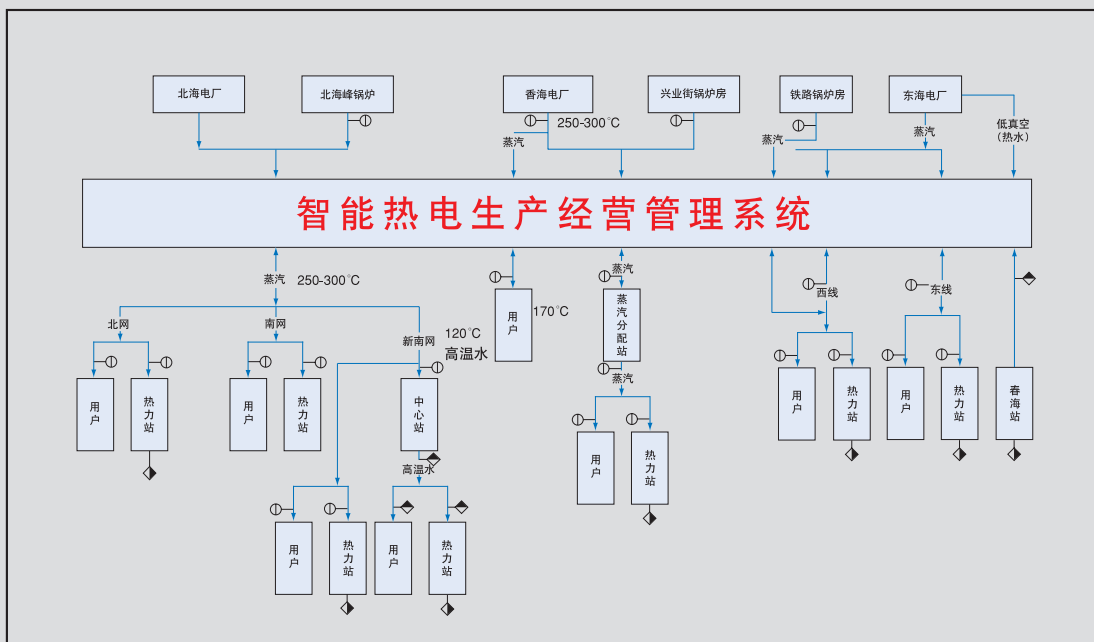 北海电厂
北海峰锅炉
香海电厂
兴业街锅炉房
铁路锅炉房
东海电厂
250-300℃
蒸汽
蒸汽
蒸汽
低真空
(热水)
智能热电生产经营管理系统
蒸汽
250-300℃
北网
南网
新南网
120℃
高温水
用户
热力站
用户
热力站
中心站
高温水
用户
热力站
用户
热力站
用户
170℃
蒸汽
蒸汽分配站
蒸汽
用户
热力站
西线
东线
用户
热力站
用户
热力站
春海站